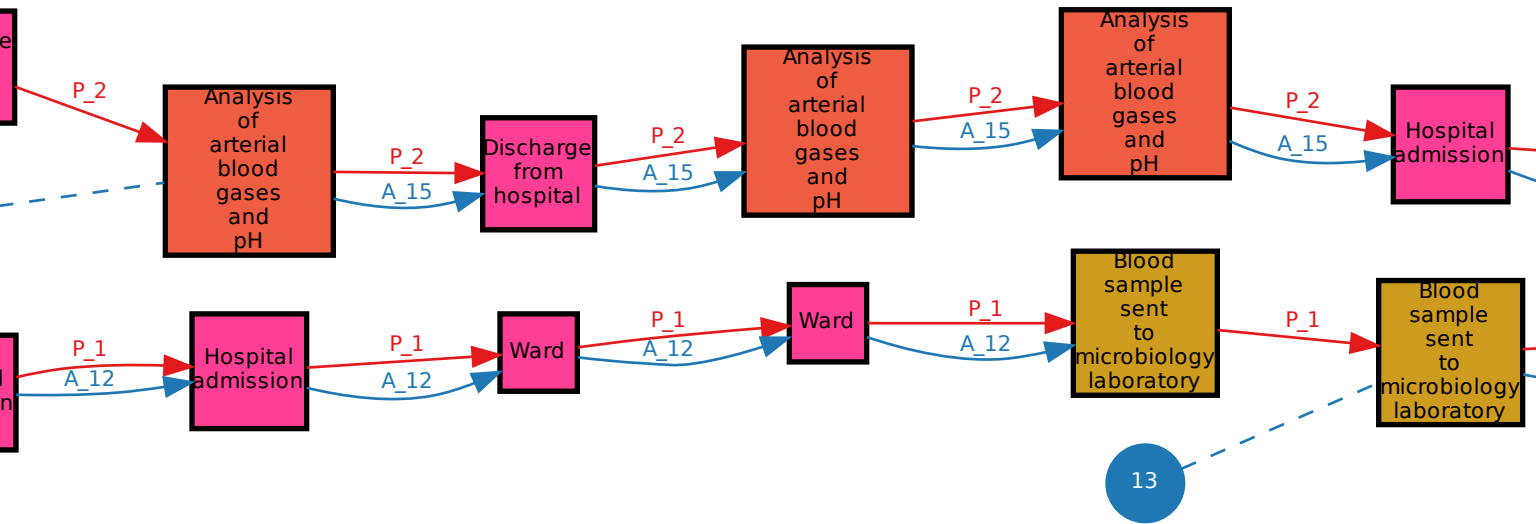 e
P_2
Analysis
of
arterial
blood
gases
and
pH
P_2
A_15
Discharge
from
hospital
P_2
A_15
Analysis
of
arterial
blood
gases
and
pH
P_2
A_15
Analysis
of
arterial
blood
gases
and
pH
P_2
A_15
Hospital
admission
l
n
P_1
A_12
Hospital
admission
P_1
A_12
Ward
P_1
A_12
Ward
P_1
A_12
Blood
sample
sent
to
microbiology
laboratory
P_1
Blood
sample
sent
to
microbiology
laboratory
13